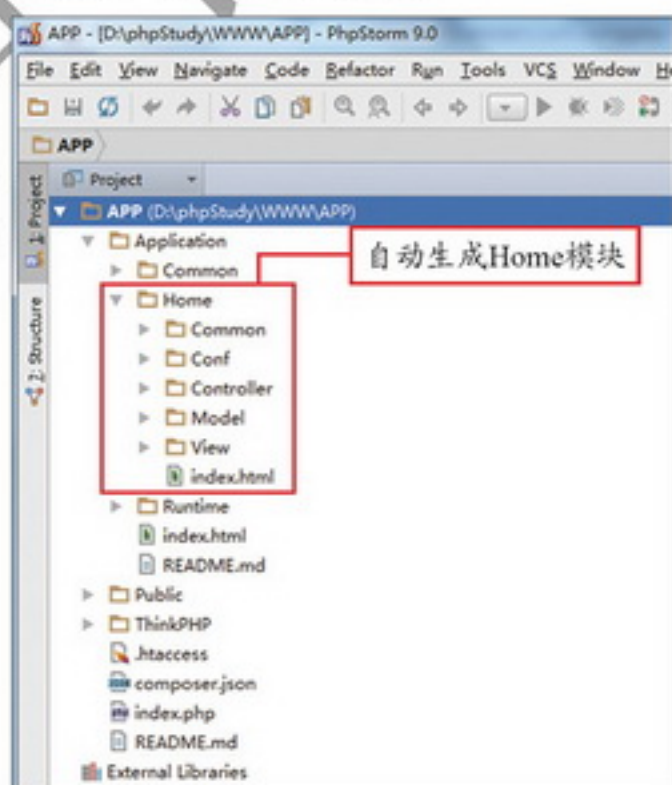 APP - [D:\phpStudy\WWW\APP] - PhpStorm 9.0
File Edit View Navigate Code Refactor Run Tools VCS Window He
APP
Project
1: Project
2: Structure
APP (D:\phpStudy\WWW\APP)
Application
Common
自动生成Home模块
Home
Common
Conf
Controller
Model
View
index.html
Runtime
index.html
README.md
Public
ThinkPHP
.htaccess
composer.json
index.php
README.md
External Libraries